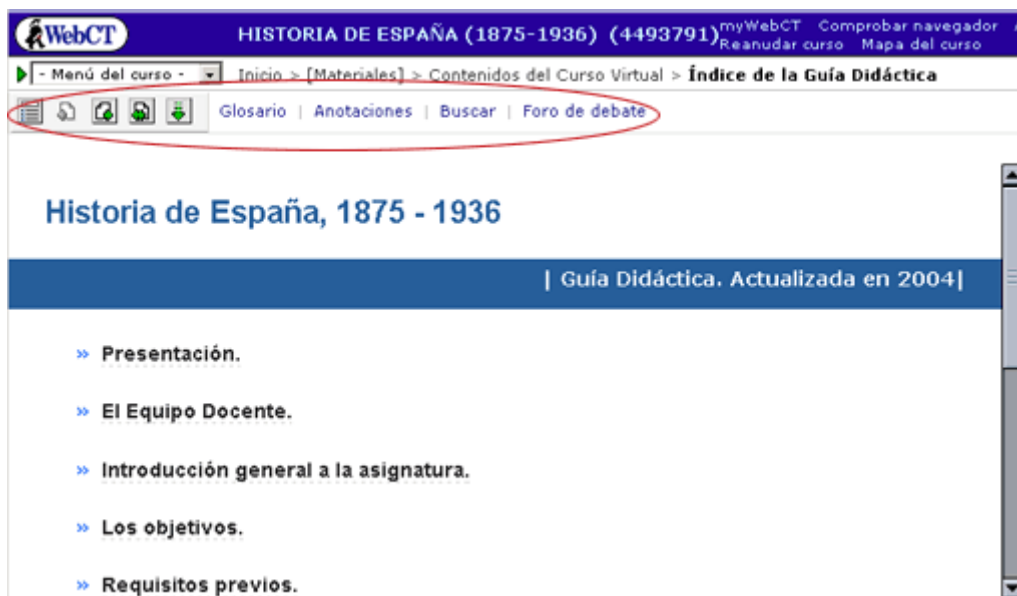 WebCT
HISTORIA DE ESPAÑA (1875-1936) (4493791)
myWebCT Comprobar navegador
Reanudar curso Mapa del curso
- Menú del curso -
Inicio > [Materiales] > Contenidos del Curso Virtual > Índice de la Guía Didáctica
Glosario | Anotaciones | Buscar | Foro de debate
Historia de España, 1875 - 1936
| Guía Didáctica. Actualizada en 2004|
» Presentación.
» El Equipo Docente.
» Introducción general a la asignatura.
» Los objetivos.
» Requisitos previos.